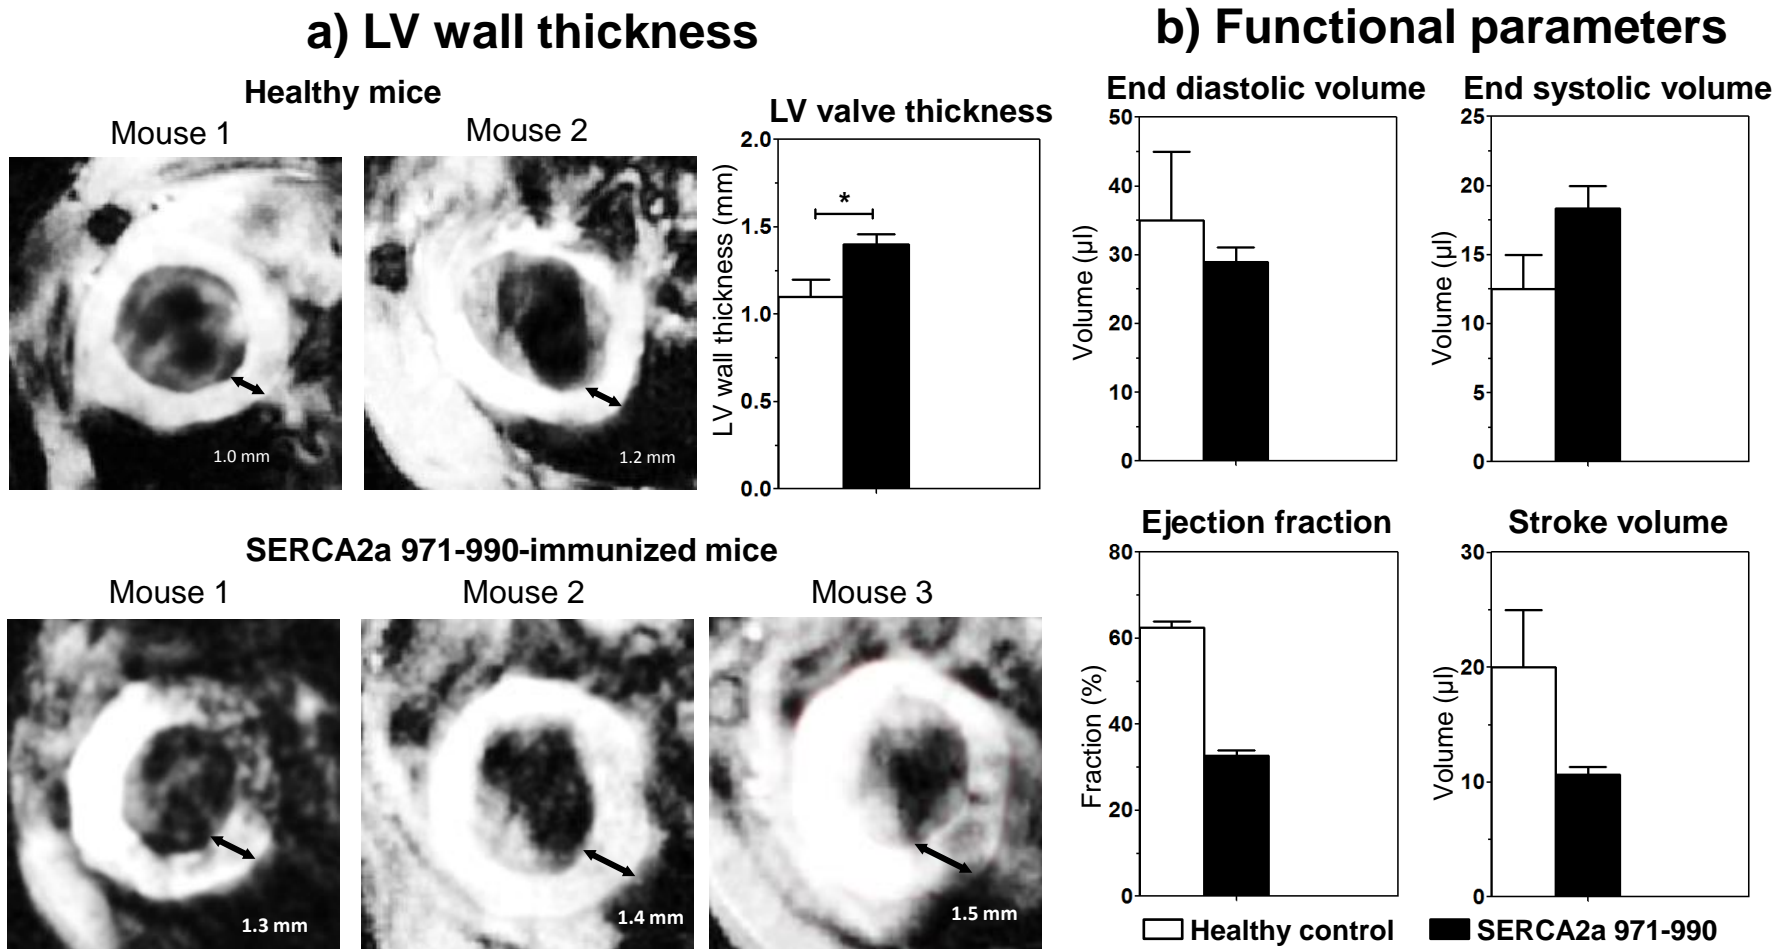 a) LV wall thickness
Healthy mice
Mouse 1
Mouse 2
1.0 mm
1.2 mm
LV valve thickness
LV wall thickness (mm)
2.0
1.5
1.0
0.5
0.0
*
SERCA2a 971-990-immunized mice
Mouse 1
Mouse 2
Mouse 3
1.3 mm
1.4 mm
1.5 mm
b) Functional parameters
End diastolic volume
Volume (µl)
50
40
30
20
10
0
End systolic volume
Volume (µl)
25
20
15
10
5
0
Ejection fraction
Fraction (%)
80
60
40
20
0
Stroke volume
Volume (µl)
30
20
10
0
Healthy control
SERCA2a 971-990